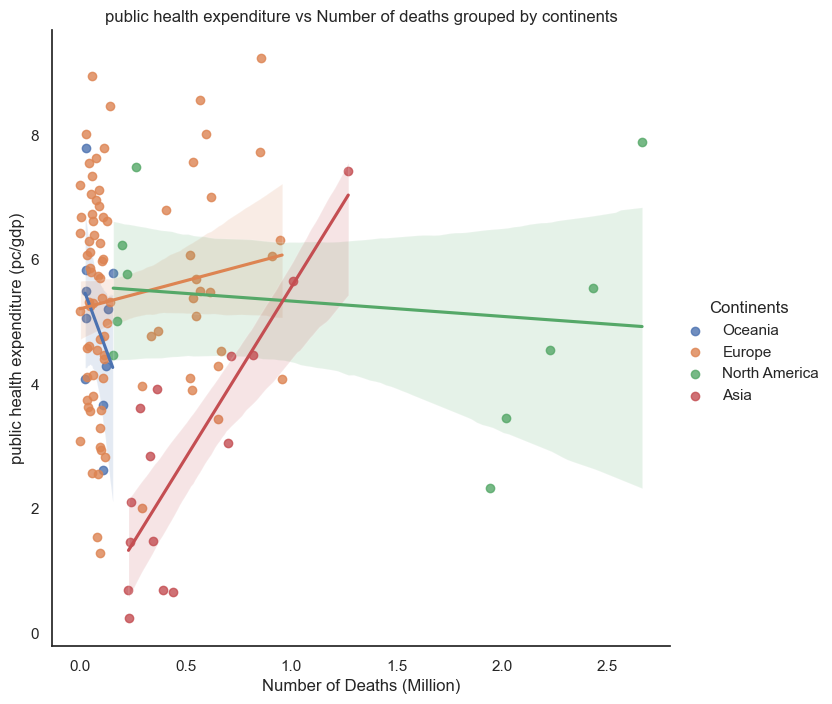 public health expenditure vs Number of deaths grouped by continents
public health expenditure (pc/gdp)
8
6
4
2
0
0.0 0.5 1.0 1.5 2.0 2.5
Number of Deaths (Million)
Continents
Oceania
Europe
North America
Asia